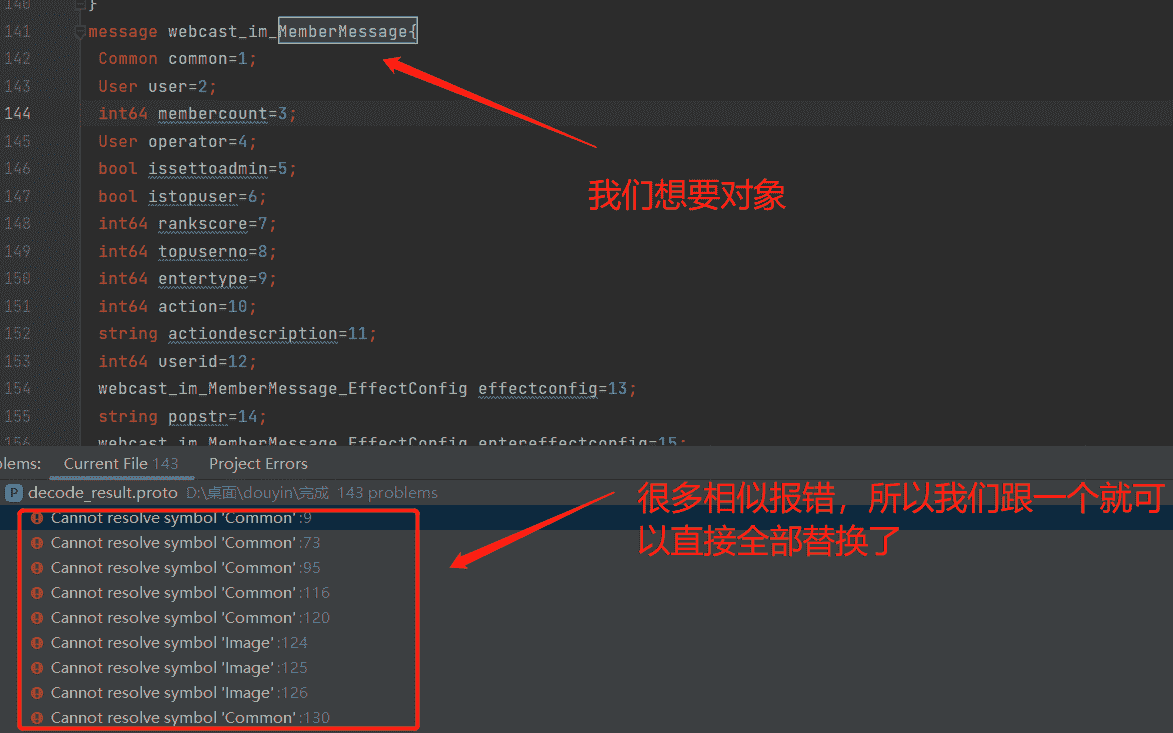 140 }
141 message webcast_im_MemberMessage{
142 Common common=1;
143 User user=2;
144 int64 membercount=3;
145 User operator=4;
146 bool issettoadmin=5;
147 bool istopuser=6;
148 int64 rankscore=7;
149 int64 topuserno=8;
150 int64 entertype=9;
151 int64 action=10;
152 string actiondescription=11;
153 int64 userid=12;
154 webcast_im_MemberMessage_EffectConfig effectconfig=13;
155 string popstr=14;
156 webcast_im_MemberMessage_EffectConfig entereffectconfig=15;
我们想要对象
lems: Current File 143 Project Errors
P decode_result.proto D:\桌面\douyin\完成 143 problems
Cannot resolve symbol 'Common' :9
Cannot resolve symbol 'Common' :73
Cannot resolve symbol 'Common' :95
Cannot resolve symbol 'Common' :116
Cannot resolve symbol 'Common' :120
Cannot resolve symbol 'Image' :124
Cannot resolve symbol 'Image' :125
Cannot resolve symbol 'Image' :126
Cannot resolve symbol 'Common' :130
很多相似报错，所以我们跟一个就可
以直接全部替换了